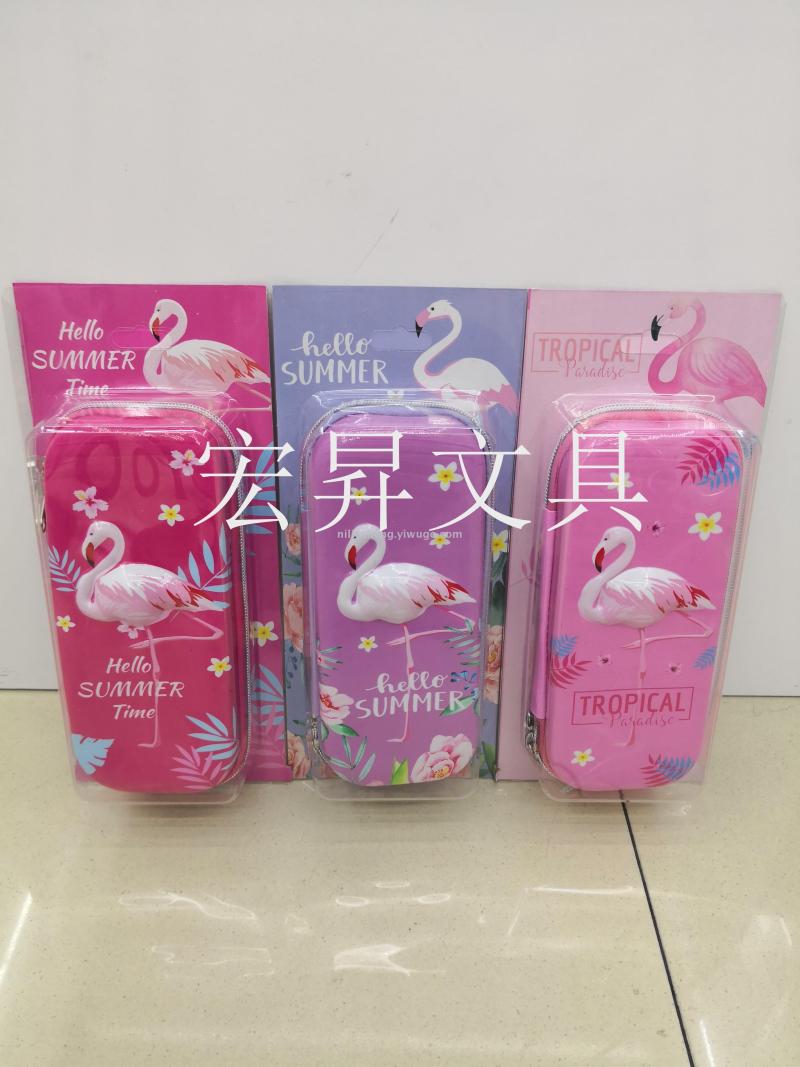 Hello
SUMMER
Time
hello
SUMMER
TROPICAL
Paradise
宏昇文具
Hello
SUMMER
Time
hello
SUMMER
TROPICAL
Paradise